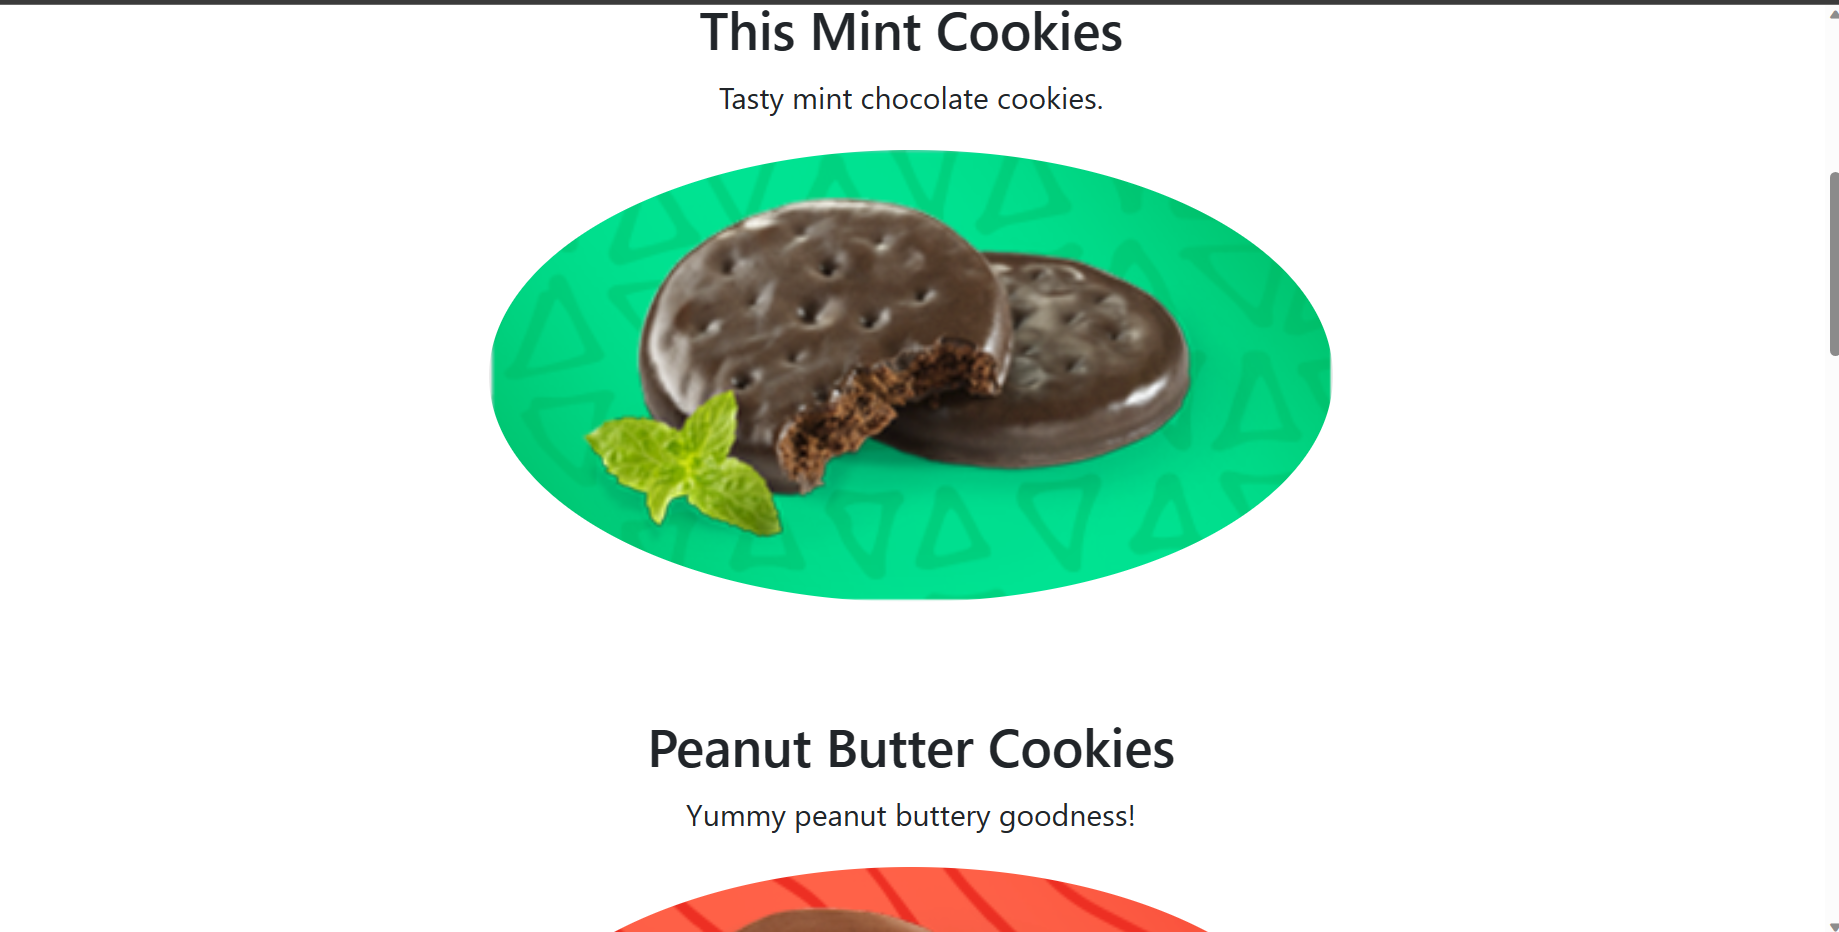 This Mint Cookies
Tasty mint chocolate cookies.
Peanut Butter Cookies
Yummy peanut buttery goodness!